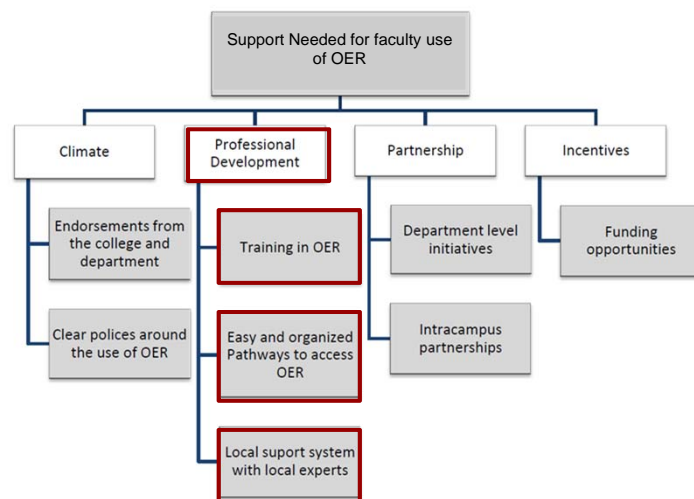 Support Needed for faculty use
of OER
Climate
Professional
Development
Partnership
Incentives
Endorsements from
the college and
department
Training in OER
Department level
initiatives
Funding
opportunities
Clear polices around
the use of OER
Easy and organized
Pathways to access
OER
Intracampus
partnerships
Local suport system
with local experts